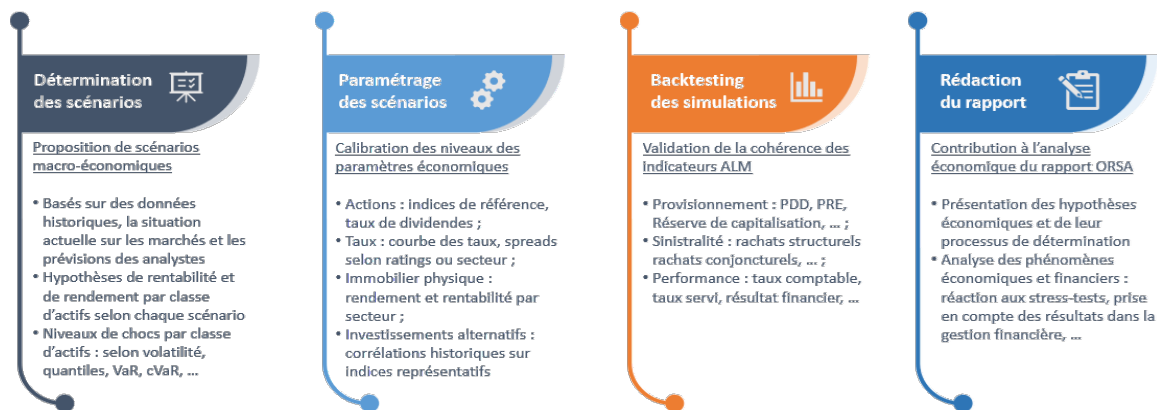 Détermination
des scénarios
Proposition de scénarios
macro-économiques
• Basés sur des données
historiques, la situation
actuelle sur les marchés et les
prévisions des analystes
• Hypothèses de rentabilité et
de rendement par classe
d'actifs selon chaque scénario
• Niveaux de chocs par classe
d'actifs : selon volatilité,
quantiles, VaR, cVaR, ...
Paramétrage
des scénarios
Calibration des niveaux des
paramètres économiques
• Actions : indices de référence,
taux de dividendes ;
• Taux : courbe des taux, spreads
selon ratings ou secteur ;
• Immobilier physique :
rendement et rentabilité par
secteur ;
• Investissements alternatifs :
corrélations historiques sur
indices représentatifs
Backtesting
des simulations
Validation de la cohérence des
indicateurs ALM
• Provisionnement : PDD, PRE,
Réserve de capitalisation, ... ;
• Sinistralité : rachats structurels
rachats conjoncturels, ... ;
• Performance : taux comptable,
taux servi, résultat financier, ...
Rédaction
du rapport
Contribution à l'analyse
économique du rapport ORSA
• Présentation des hypothèses
économiques et de leur
processus de détermination
• Analyse des phénomènes
économiques et financiers :
réaction aux stress-tests, prise
en compte des résultats dans la
gestion financière, ...